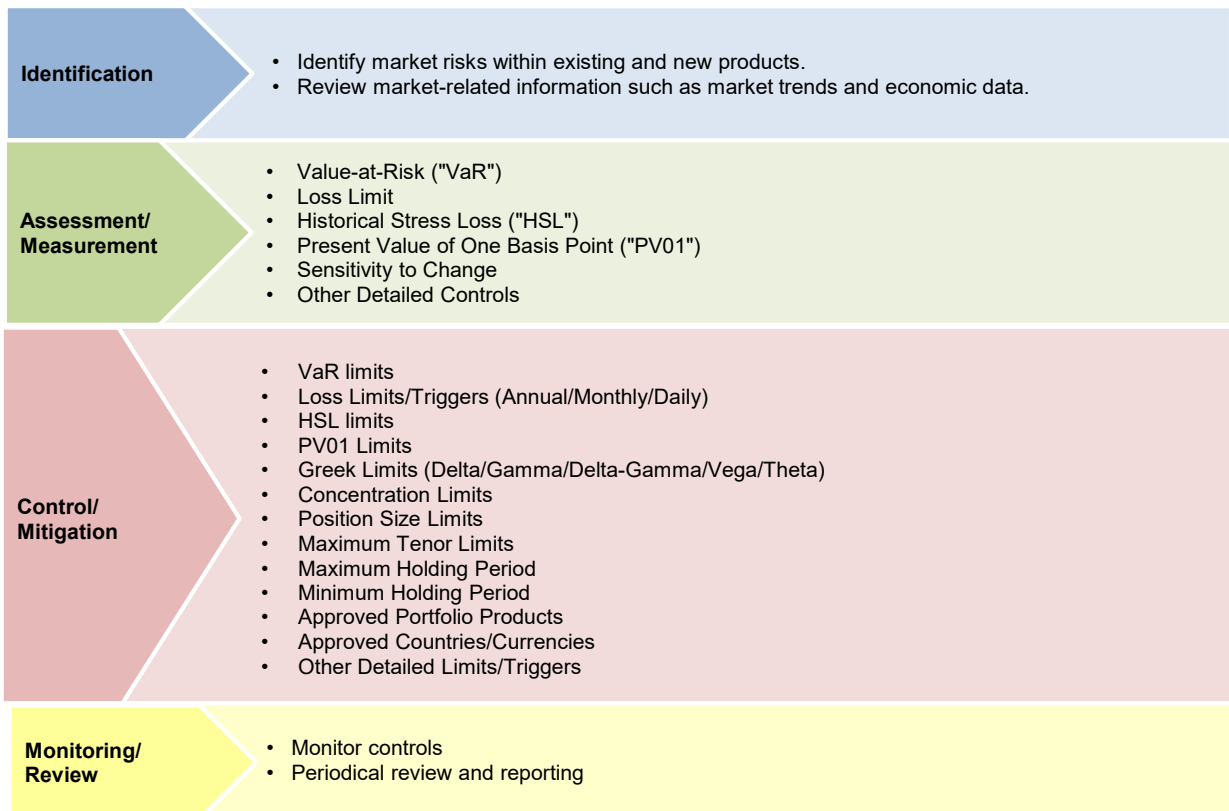 Identification
• Identify market risks within existing and new products.
• Review market-related information such as market trends and economic data.
Assessment/
Measurement
• Value-at-Risk ("VaR")
• Loss Limit
• Historical Stress Loss ("HSL")
• Present Value of One Basis Point ("PV01")
• Sensitivity to Change
• Other Detailed Controls
Control/
Mitigation
• VaR limits
• Loss Limits/Triggers (Annual/Monthly/Daily)
• HSL limits
• PV01 Limits
• Greek Limits (Delta/Gamma/Delta-Gamma/Vega/Theta)
• Concentration Limits
• Position Size Limits
• Maximum Tenor Limits
• Maximum Holding Period
• Minimum Holding Period
• Approved Portfolio Products
• Approved Countries/Currencies
• Other Detailed Limits/Triggers
Monitoring/
Review
• Monitor controls
• Periodical review and reporting